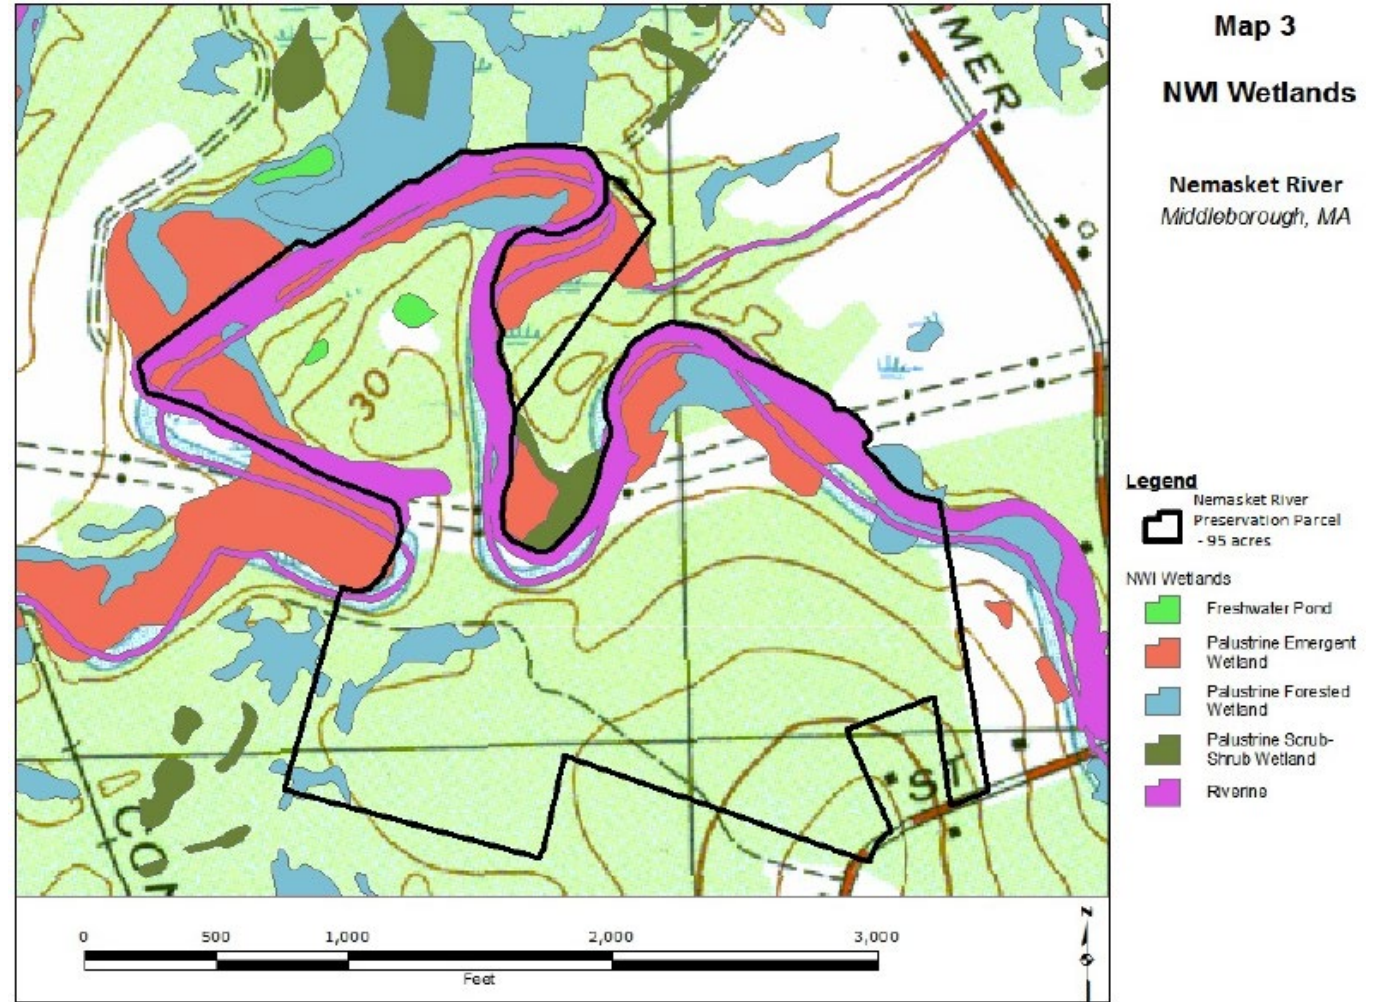 Map 3
NWI Wetlands
Nemasket River
Middleborough, MA
IMER
30
ST
CON
Legend
Nemasket River
Preservation Parcel
- 95 acres
NWI Wetlands
Freshwater Pond
Palustrine Emergent
Wetland
Palustrine Forested
Wetland
Palustrine Scrub-
Shrub Wetland
Riverine
0 500 1,000 2,000 3,000
Feet
N